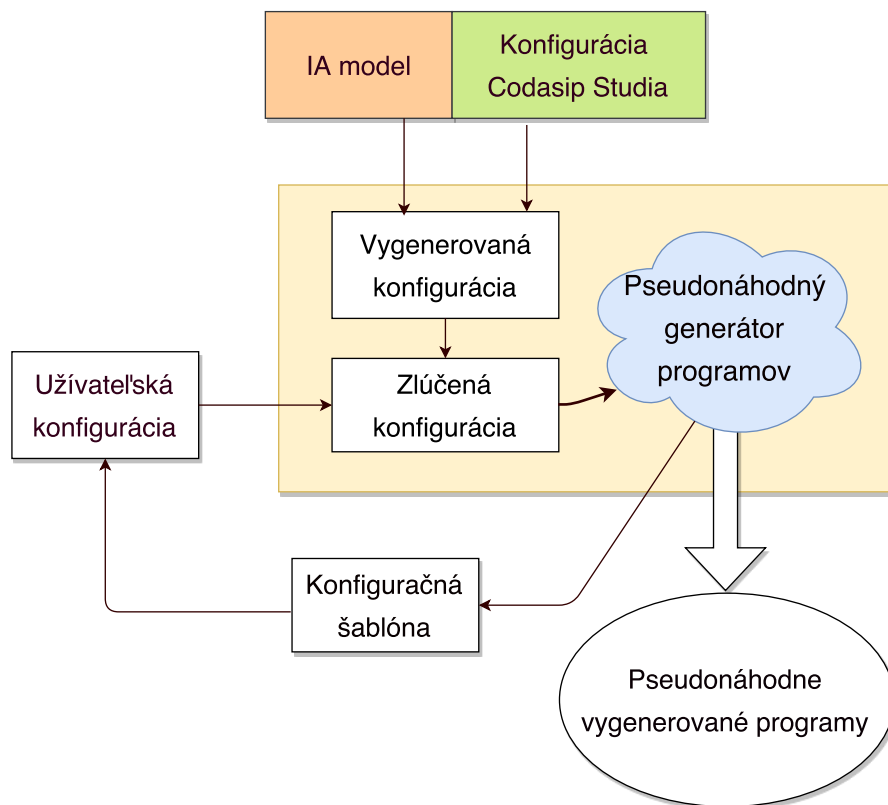 IA model
Konfigurácia
Codasip Studia
Vygenerovaná
konfigurácia
Pseudonáhodný
generátor
programov
Užívateľská
konfigurácia
Zlúčená
konfigurácia
Konfiguračná
šablóna
Pseudonáhodne
vygenerované programy